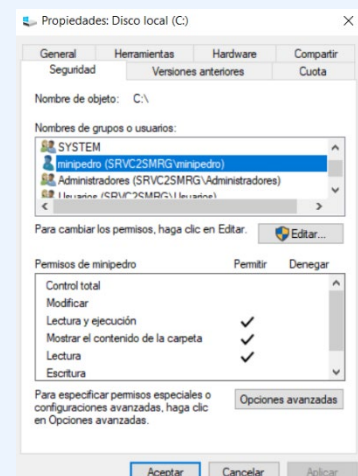 Propiedades: Disco local (C:)
General Herramientas Hardware Compartir
Seguridad Versiones anteriores Cuota
Nombre de objeto: C:\
Nombres de grupos o usuarios:
SYSTEM
minipedro (SRVC2SMRG\minipedro)
Administradores (SRVC2SMRG\Administradores)
Usuarios (SRVC2SMRG\Usuarios)
Para cambiar los permisos, haga clic en Editar. Editar...
Permisos de minipedro Permitir Denegar
Control total
Modificar
Lectura y ejecución
Mostrar el contenido de la carpeta
Lectura
Escritura
Para especificar permisos especiales o
configuraciones avanzadas, haga clic
en Opciones avanzadas. Opciones avanzadas
Aceptar Cancelar Aplicar